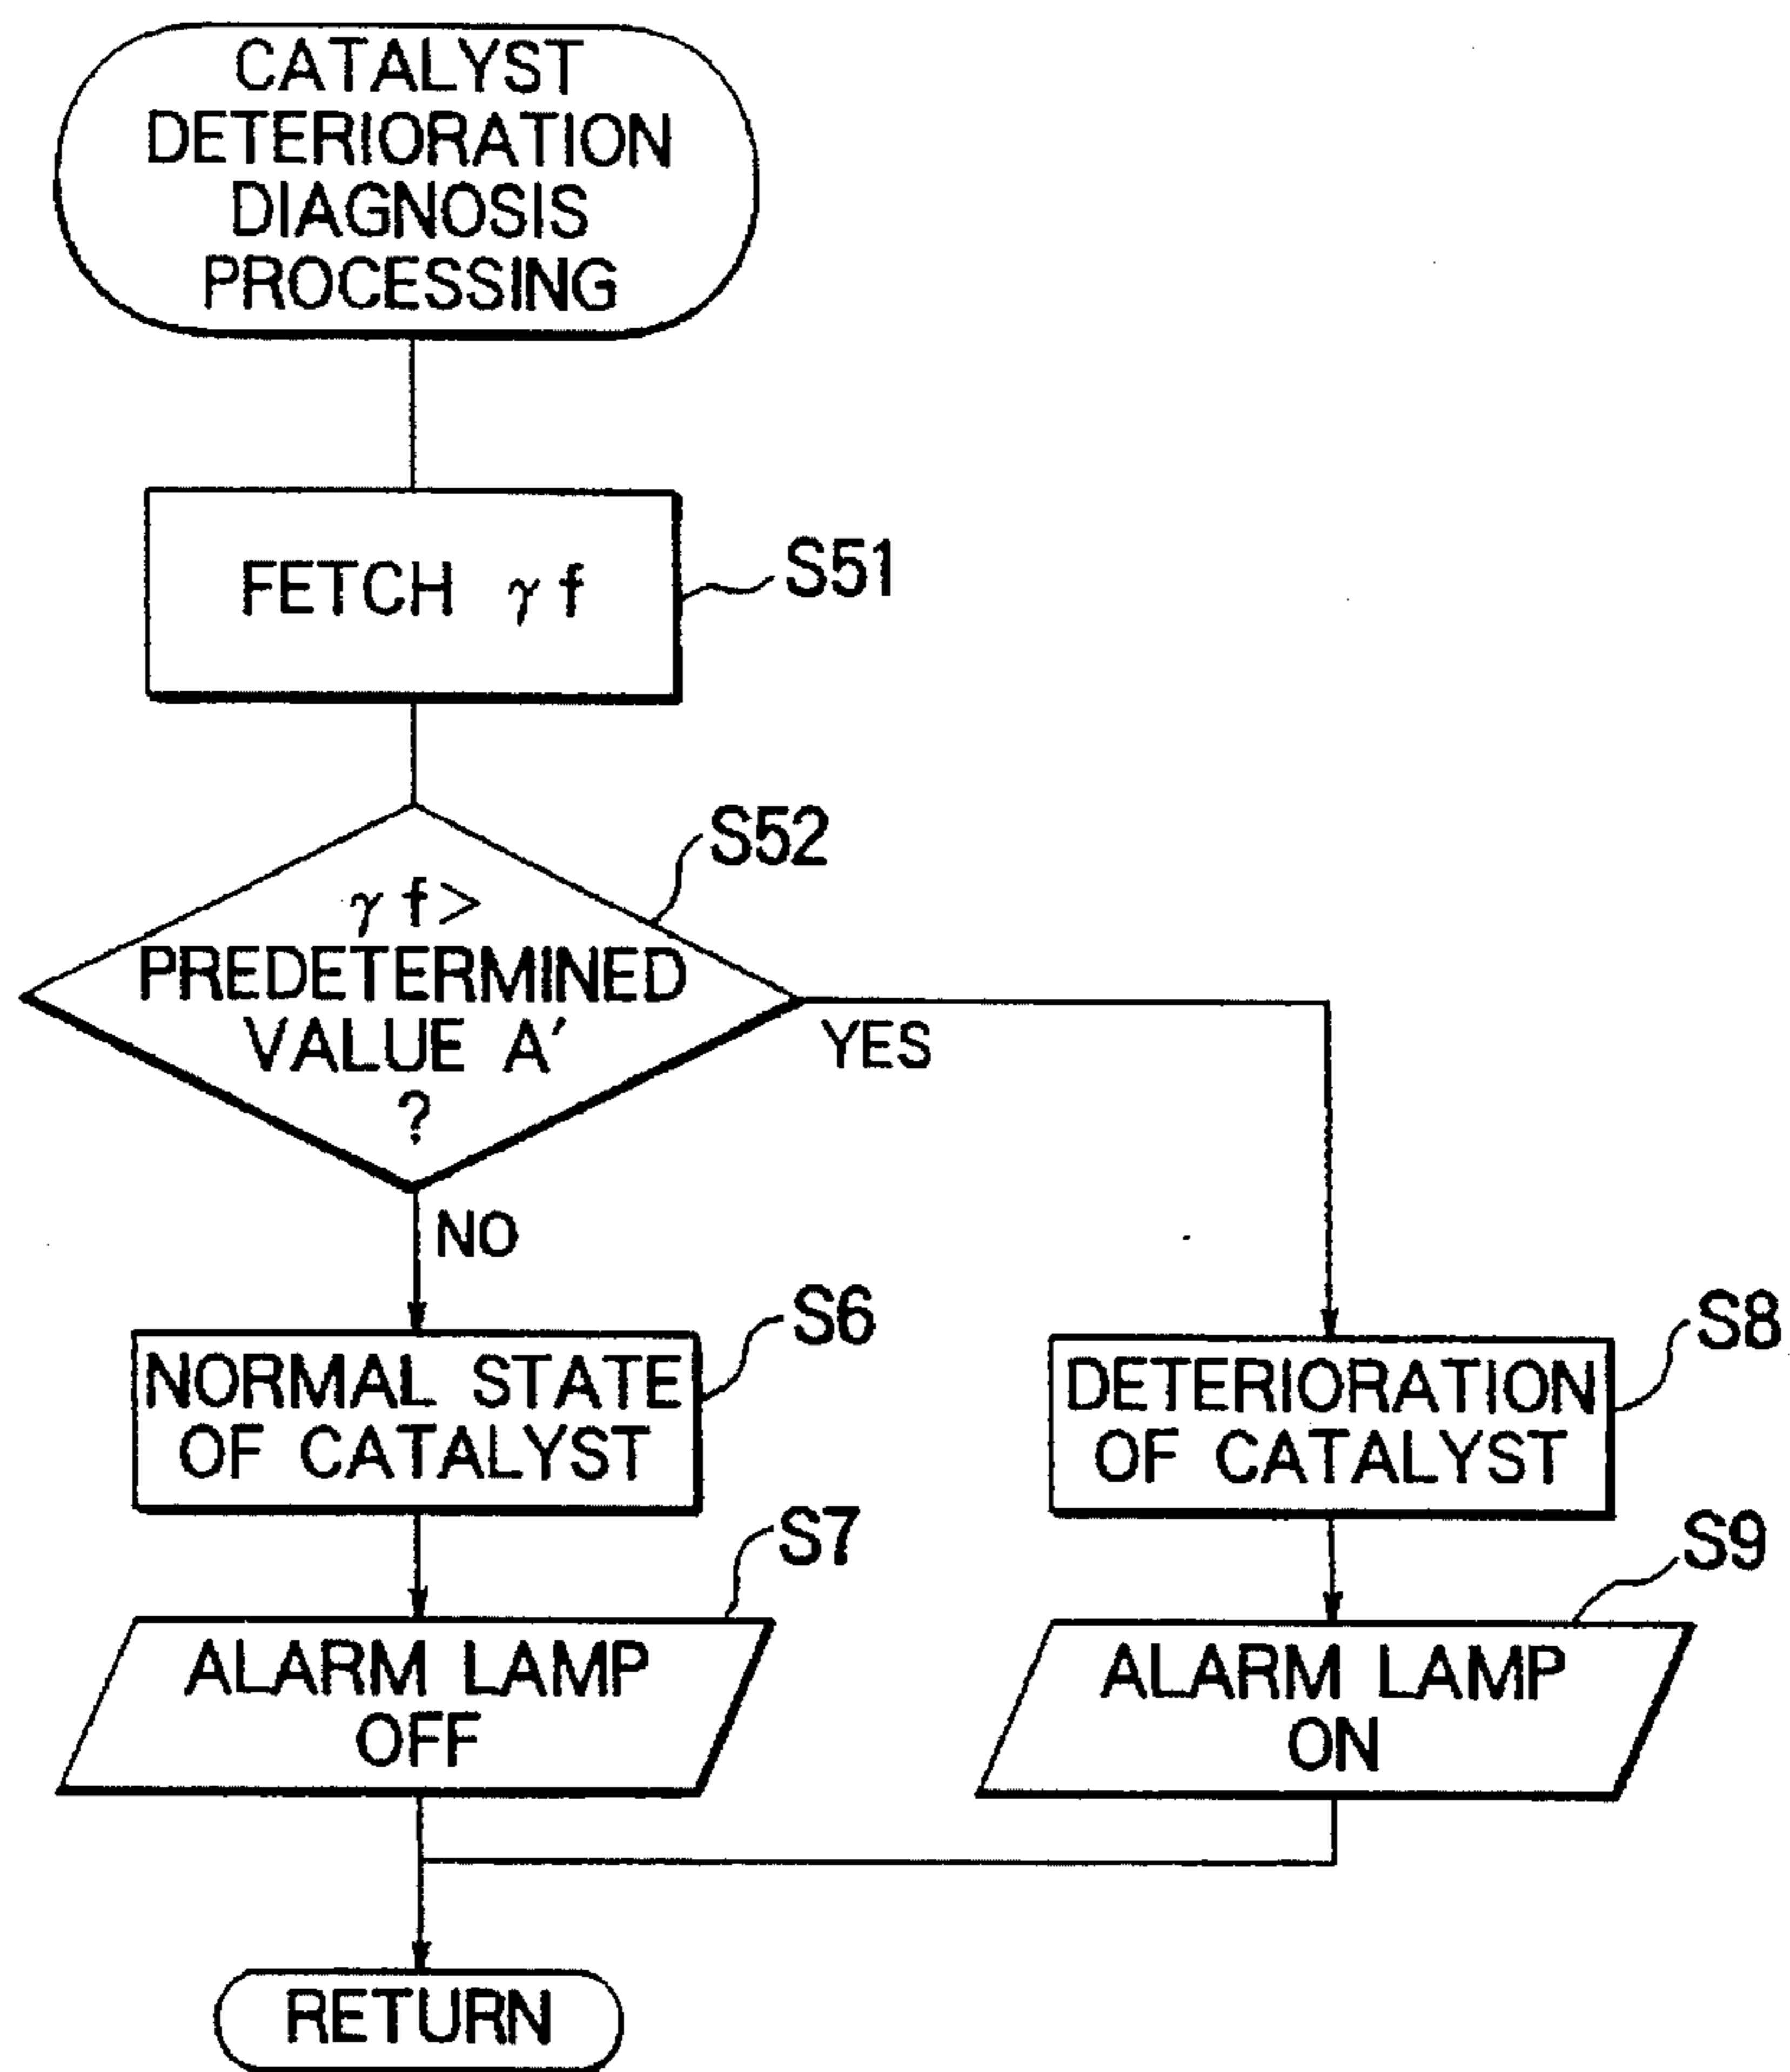 CATALYST
DETERIORATION
DIAGNOSIS
PROCESSING
FETCH γf
S51
S52
γf>
PREDETERMINED
VALUE A′
?
YES
NO
S6
NORMAL STATE
OF CATALYST
S8
DETERIORATION
OF CATALYST
S7
ALARM LAMP
OFF
S9
ALARM LAMP
ON
RETURN